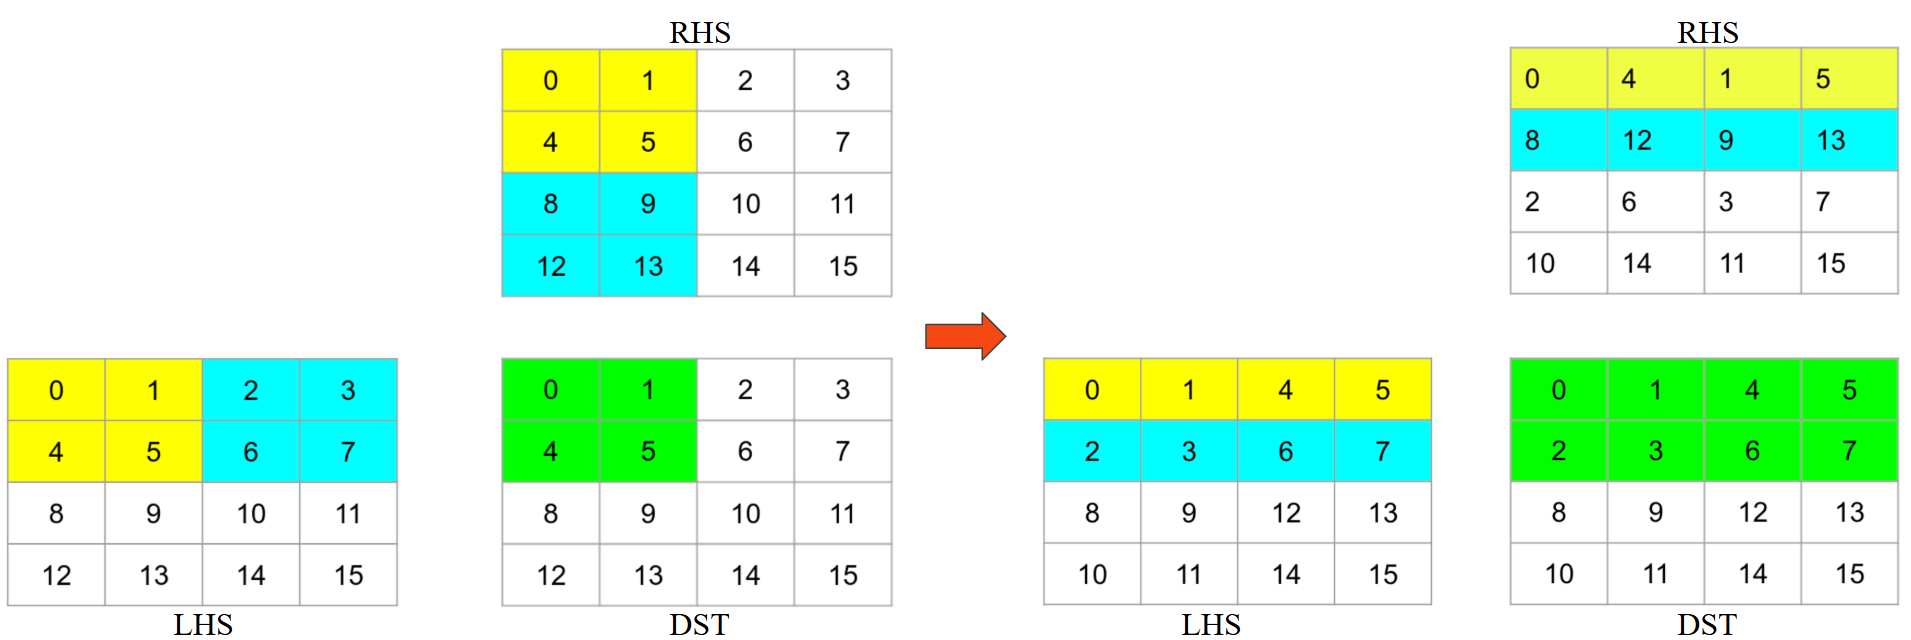 RHS
0 1 2 3
4 5 6 7
8 9 10 11
12 13 14 15
0 1 2 3
4 5 6 7
8 9 10 11
12 13 14 15
LHS
0 1 2 3
4 5 6 7
8 9 10 11
12 13 14 15
DST
RHS
0 4 1 5
8 12 9 13
2 6 3 7
10 14 11 15
0 1 4 5
2 3 6 7
8 9 12 13
10 11 14 15
LHS
0 1 4 5
2 3 6 7
8 9 12 13
10 11 14 15
DST